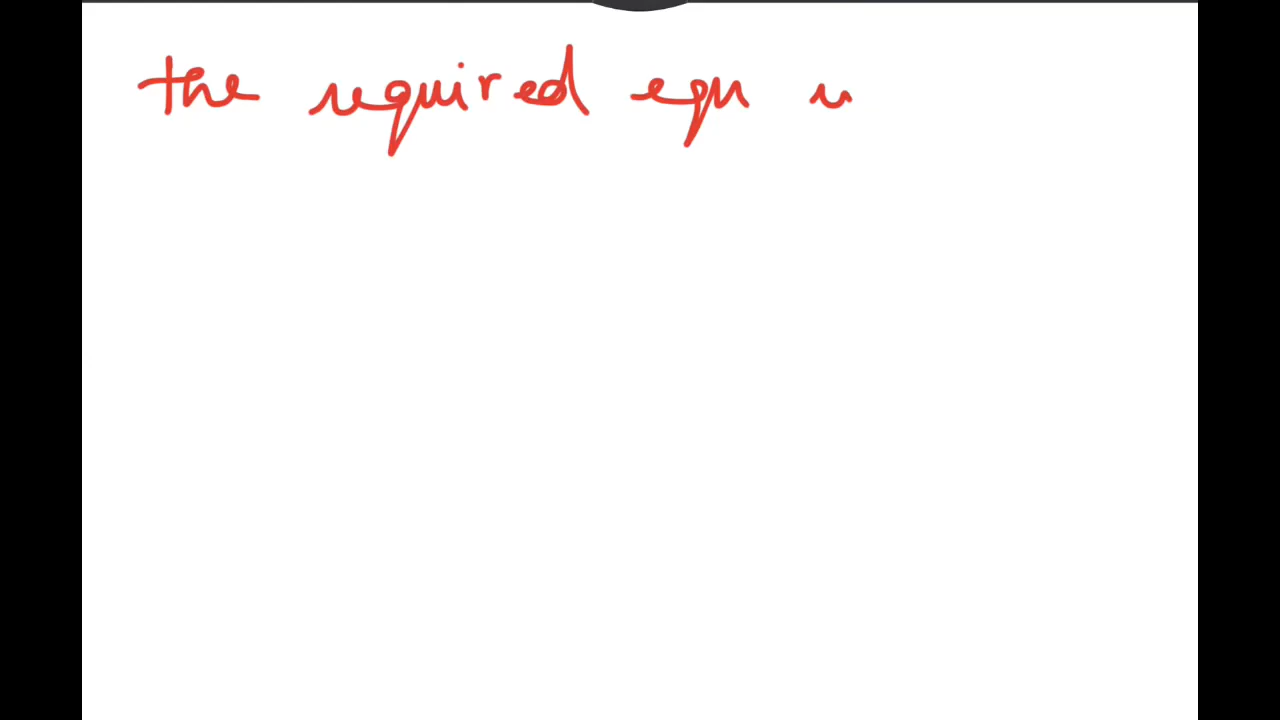 the required eqn